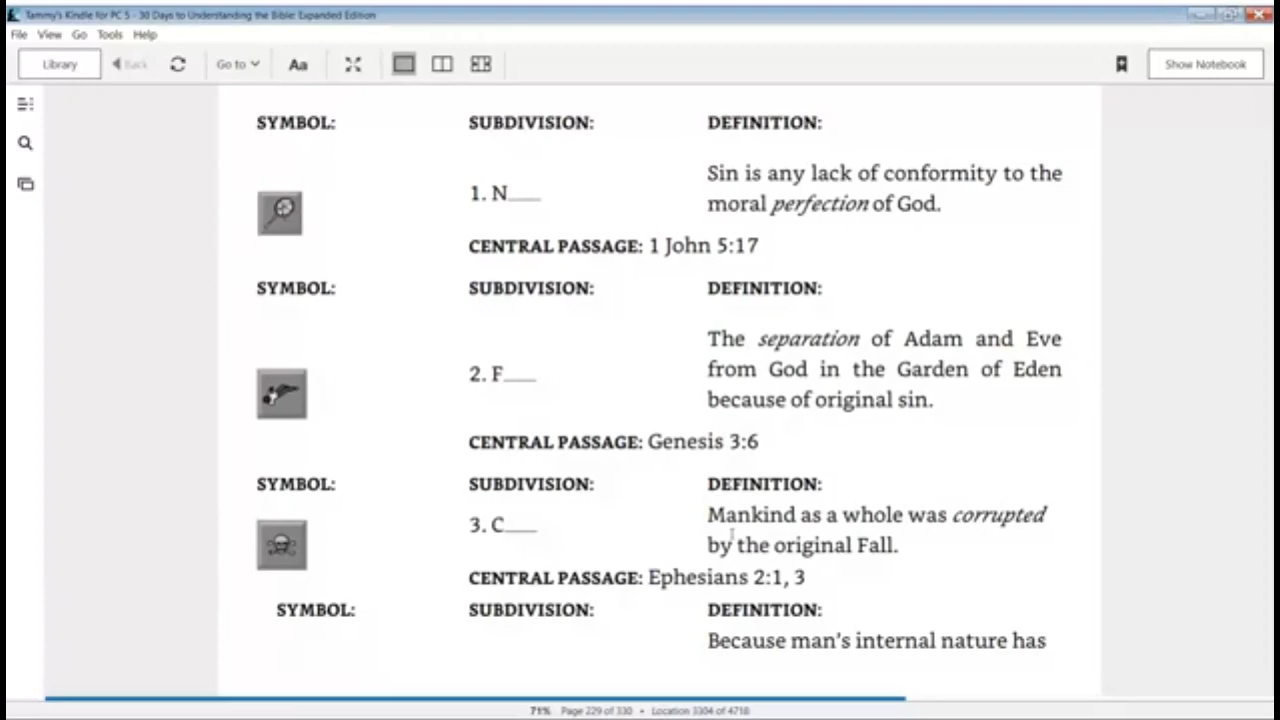 Tammy's Kindle for PC 5 - 30 Days to Understanding the Bible: Expanded Edition
File View Go Tools Help
Library Back Go to Aa Show Notebook
SYMBOL: SUBDIVISION: DEFINITION:
Sin is any lack of conformity to the
1. N___ moral perfection of God.
CENTRAL PASSAGE: 1 John 5:17
SYMBOL: SUBDIVISION: DEFINITION:
The separation of Adam and Eve
2. F___ from God in the Garden of Eden
because of original sin.
CENTRAL PASSAGE: Genesis 3:6
SYMBOL: SUBDIVISION: DEFINITION:
Mankind as a whole was corrupted
3. C___ by the original Fall.
CENTRAL PASSAGE: Ephesians 2:1, 3
SYMBOL: SUBDIVISION: DEFINITION:
Because man's internal nature has
71% Page 229 of 330 • Location 3304 of 4718